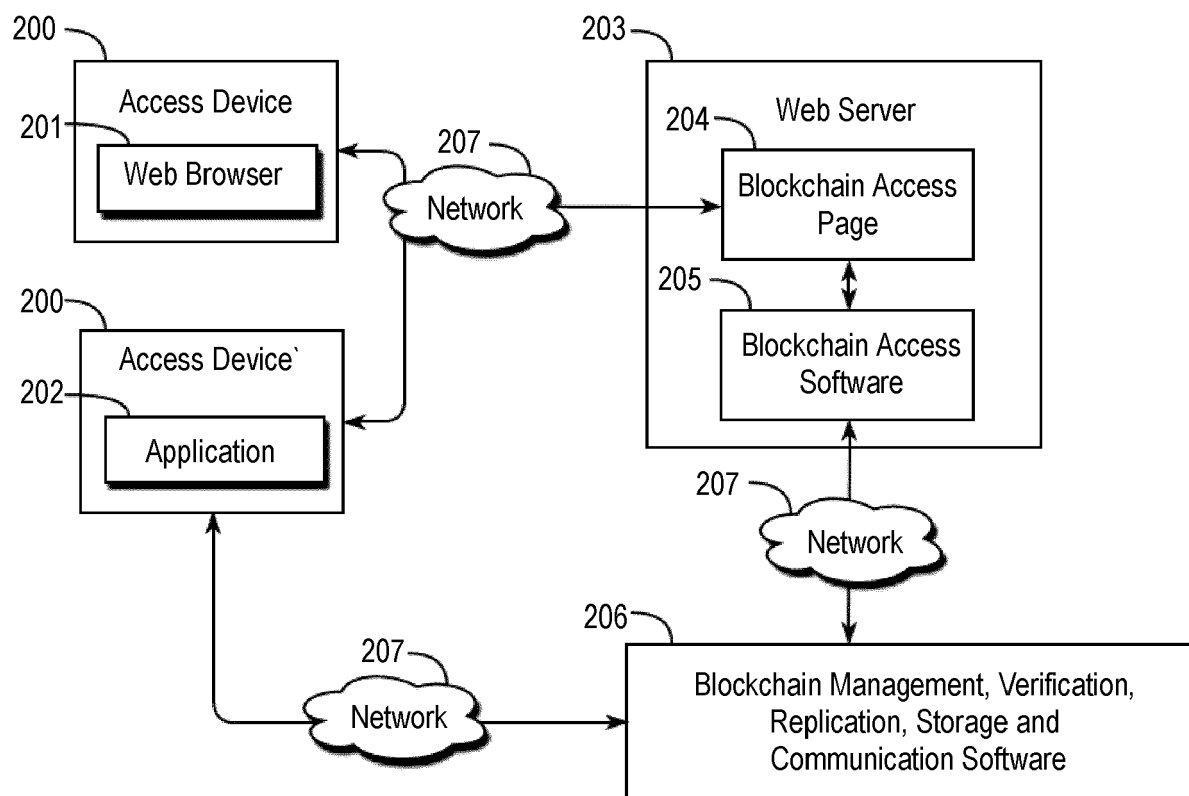 200
Access Device
201
Web Browser
207
Network
203
Web Server
204
Blockchain Access
Page
205
Blockchain Access
Software
200
Access Device`
202
Application
207
Network
207
Network
206
Blockchain Management, Verification,
Replication, Storage and
Communication Software